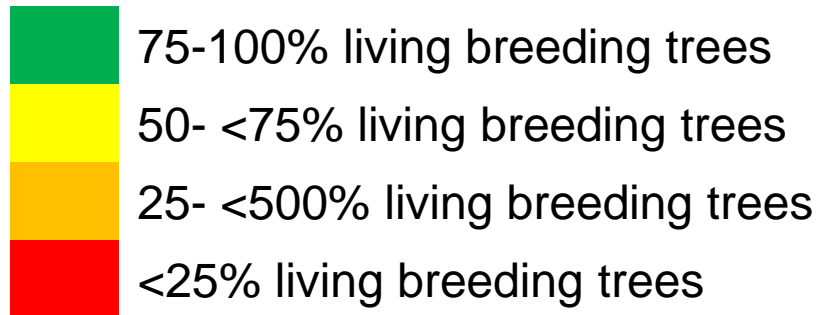 75-100% living breeding trees
50- <75% living breeding trees
25- <500% living breeding trees
<25% living breeding trees